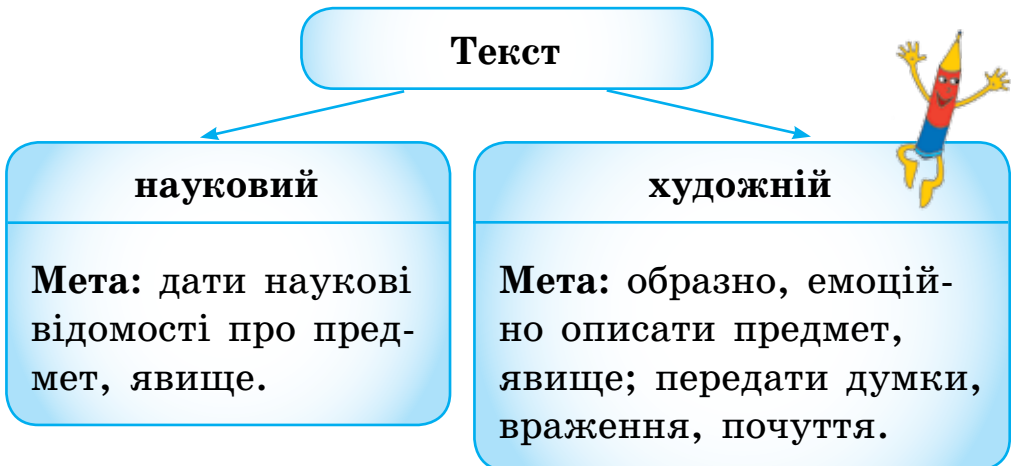 Текст
науковий
Мета: дати наукові
відомості про пред-
мет, явище.
художній
Мета: образно, емоцій-
но описати предмет,
явище; передати думки,
враження, почуття.